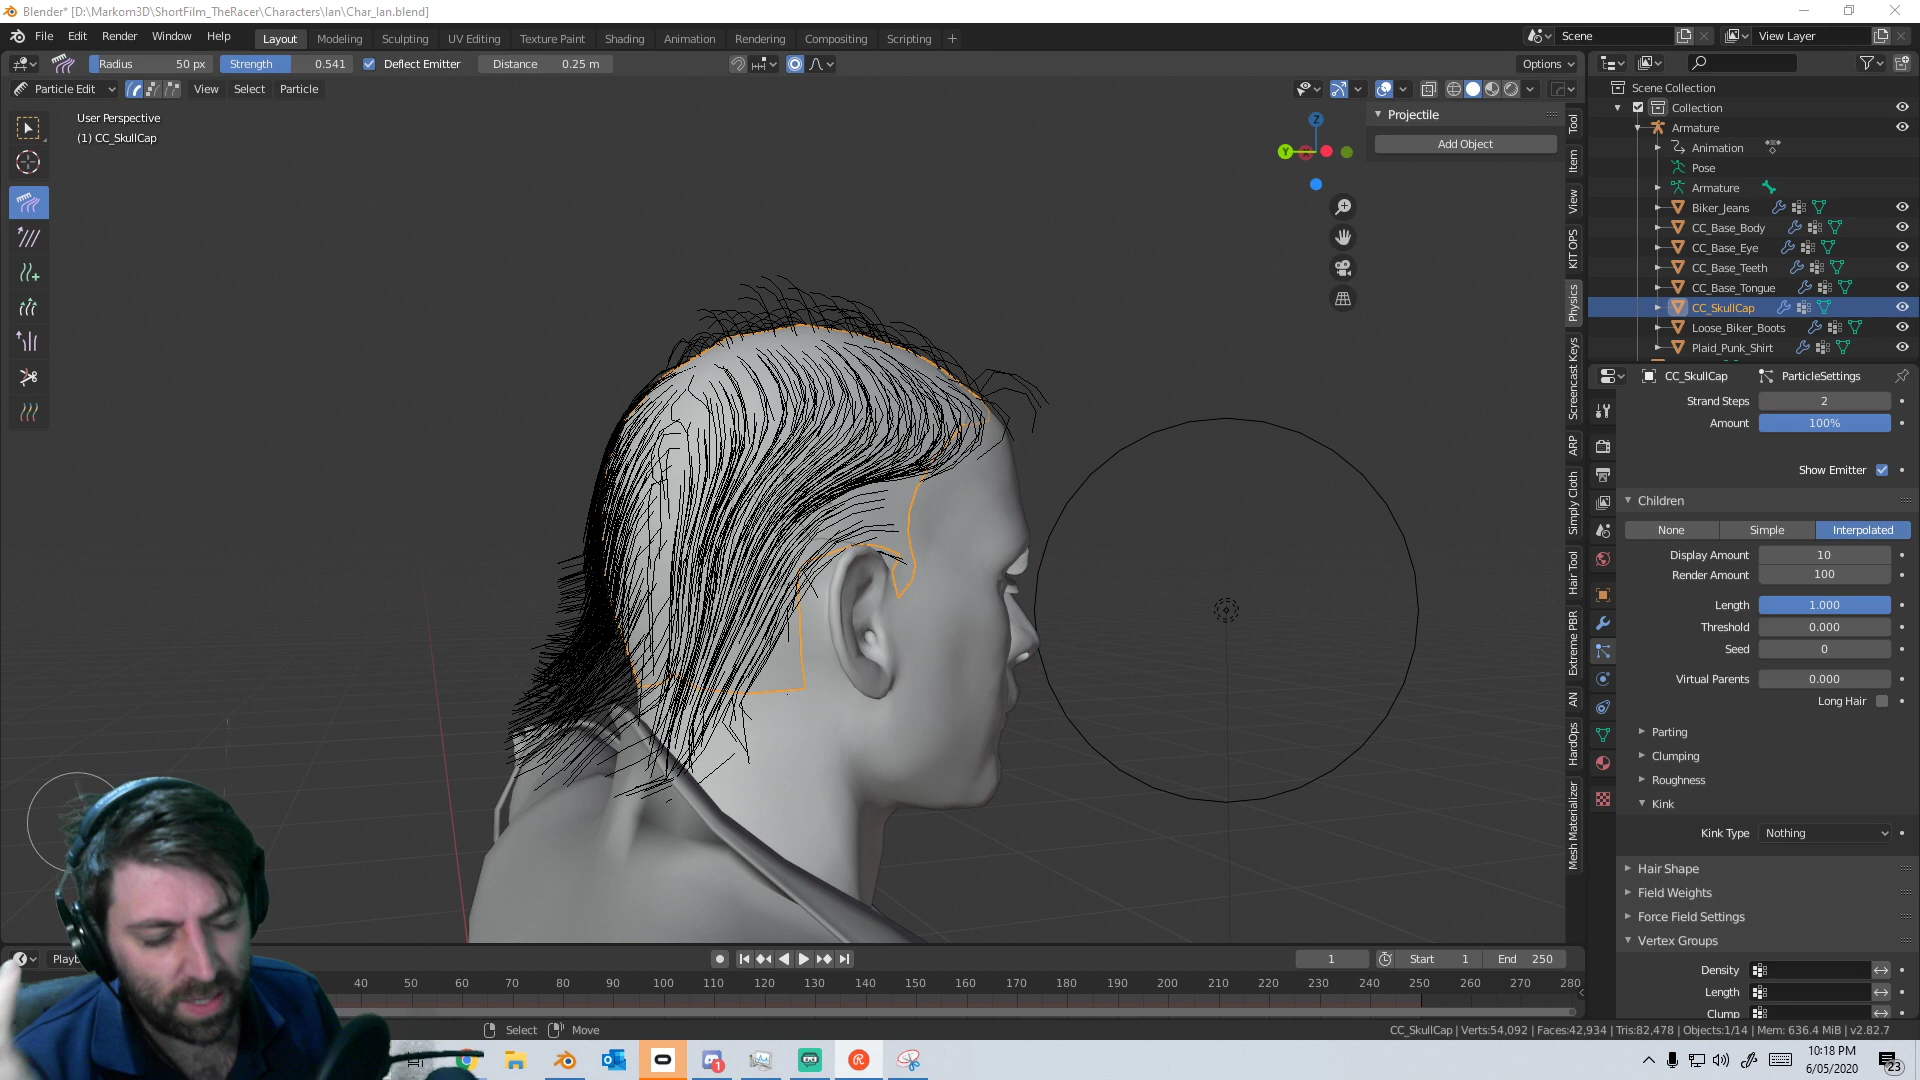 Blender* [D:\Markom3D\ShortFilm_TheRacer\Characters\Ian\Char_Ian.blend]
File Edit Render Window Help Layout Modeling Sculpting UV Editing Texture Paint Shading Animation Rendering Compositing Scripting + Scene View Layer
Radius 50 px Strength 0.541 Deflect Emitter Distance 0.25 m Options
Particle Edit View Select Particle
User Perspective
(1) CC_SkullCap
Z
Y
X
Projectile
Add Object
Tool
Item
View
KIT OPS
Physics
Screencast Keys
ARP
Simply Cloth
Hair Tool
Extreme PBR
AN
HardOps
Mesh Materializer
Scene Collection
Collection
Armature
Animation
Pose
Armature
Biker_Jeans
CC_Base_Body
CC_Base_Eye
CC_Base_Teeth
CC_Base_Tongue
CC_SkullCap
Loose_Biker_Boots
Plaid_Punk_Shirt
CC_SkullCap ParticleSettings
Strand Steps 2
Amount 100%
Show Emitter
Children
None Simple Interpolated
Display Amount 10
Render Amount 100
Length 1.000
Threshold 0.000
Seed 0
Virtual Parents 0.000
Long Hair
Parting
Clumping
Roughness
Kink
Kink Type Nothing
Hair Shape
Field Weights
Force Field Settings
Vertex Groups
Density
Length
Clump
1 Start 1 End 250
40 50 60 70 80 90 100 110 120 130 140 150 160 170 180 190 200 210 220 230 240 250 260 270 280
Select Move CC_SkullCap | Verts:54,092 | Faces:42,934 | Tris:82,478 | Objects:1/14 | Mem: 636.4 MiB | v2.82.7
1
10:18 PM
6/05/2020
23